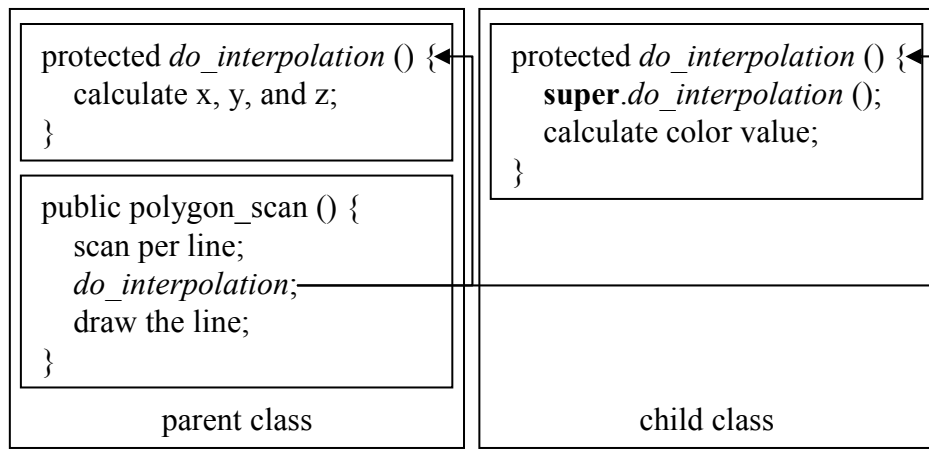 protected do_interpolation () {
calculate x, y, and z;
}
public polygon_scan () {
scan per line;
do_interpolation;
draw the line;
}
parent class
protected do_interpolation () {
super.do_interpolation ();
calculate color value;
}
child class